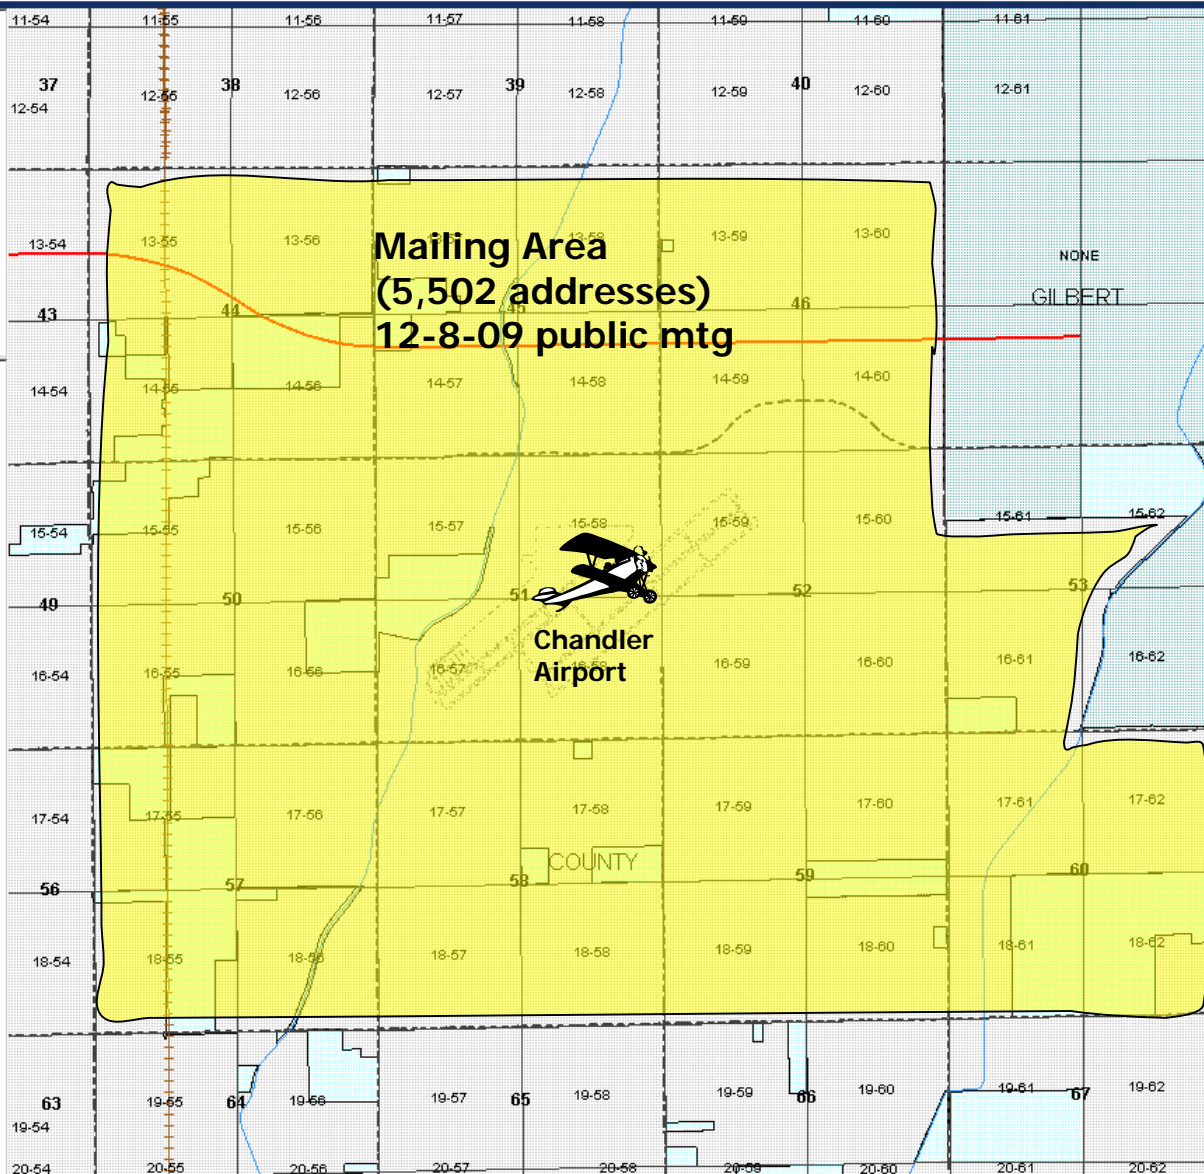 11-54 11-55 11-56 11-57 11-58 11-59 11-60 11-61
37 38 39 40
12-54 12-55 12-56 12-57 12-58 12-59 12-60 12-61
13-54 13-55 13-56 13-57 13-59 13-60
Mailing Area
(5,502 addresses)
12-8-09 public mtg
NONE
GILBERT
43 44 45 46
14-54 14-55 14-56 14-57 14-58 14-59 14-60
15-54 15-55 15-56 15-57 15-58 15-59 15-60 15-61 15-62
49 50 51 52 53
Chandler
Airport
16-54 16-55 16-56 16-57 16-58 16-59 16-60 16-61 16-62
17-54 17-55 17-56 17-57 17-58 17-59 17-60 17-61 17-62
COUNTY
56 57 58 59 60
18-54 18-55 18-56 18-57 18-58 18-59 18-60 18-61 18-62
63 64 65 66 67
19-54 19-55 19-56 19-57 19-58 19-59 19-60 19-61 19-62
20-54 20-55 20-56 20-57 20-58 20-59 20-60 20-61 20-62